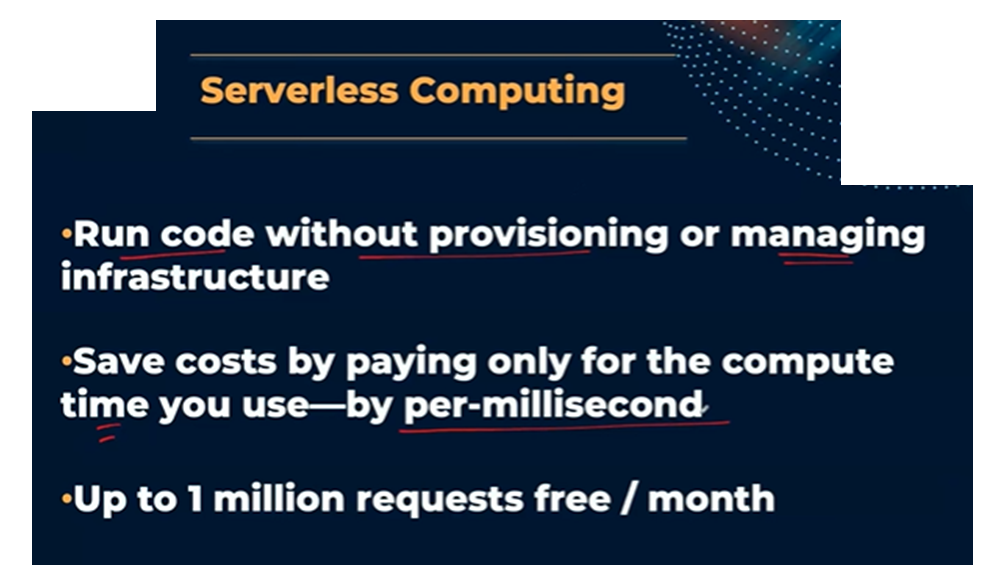 Serverless Computing
•Run code without provisioning or managing
infrastructure
•Save costs by paying only for the compute
time you use—by per-millisecond
•Up to 1 million requests free / month